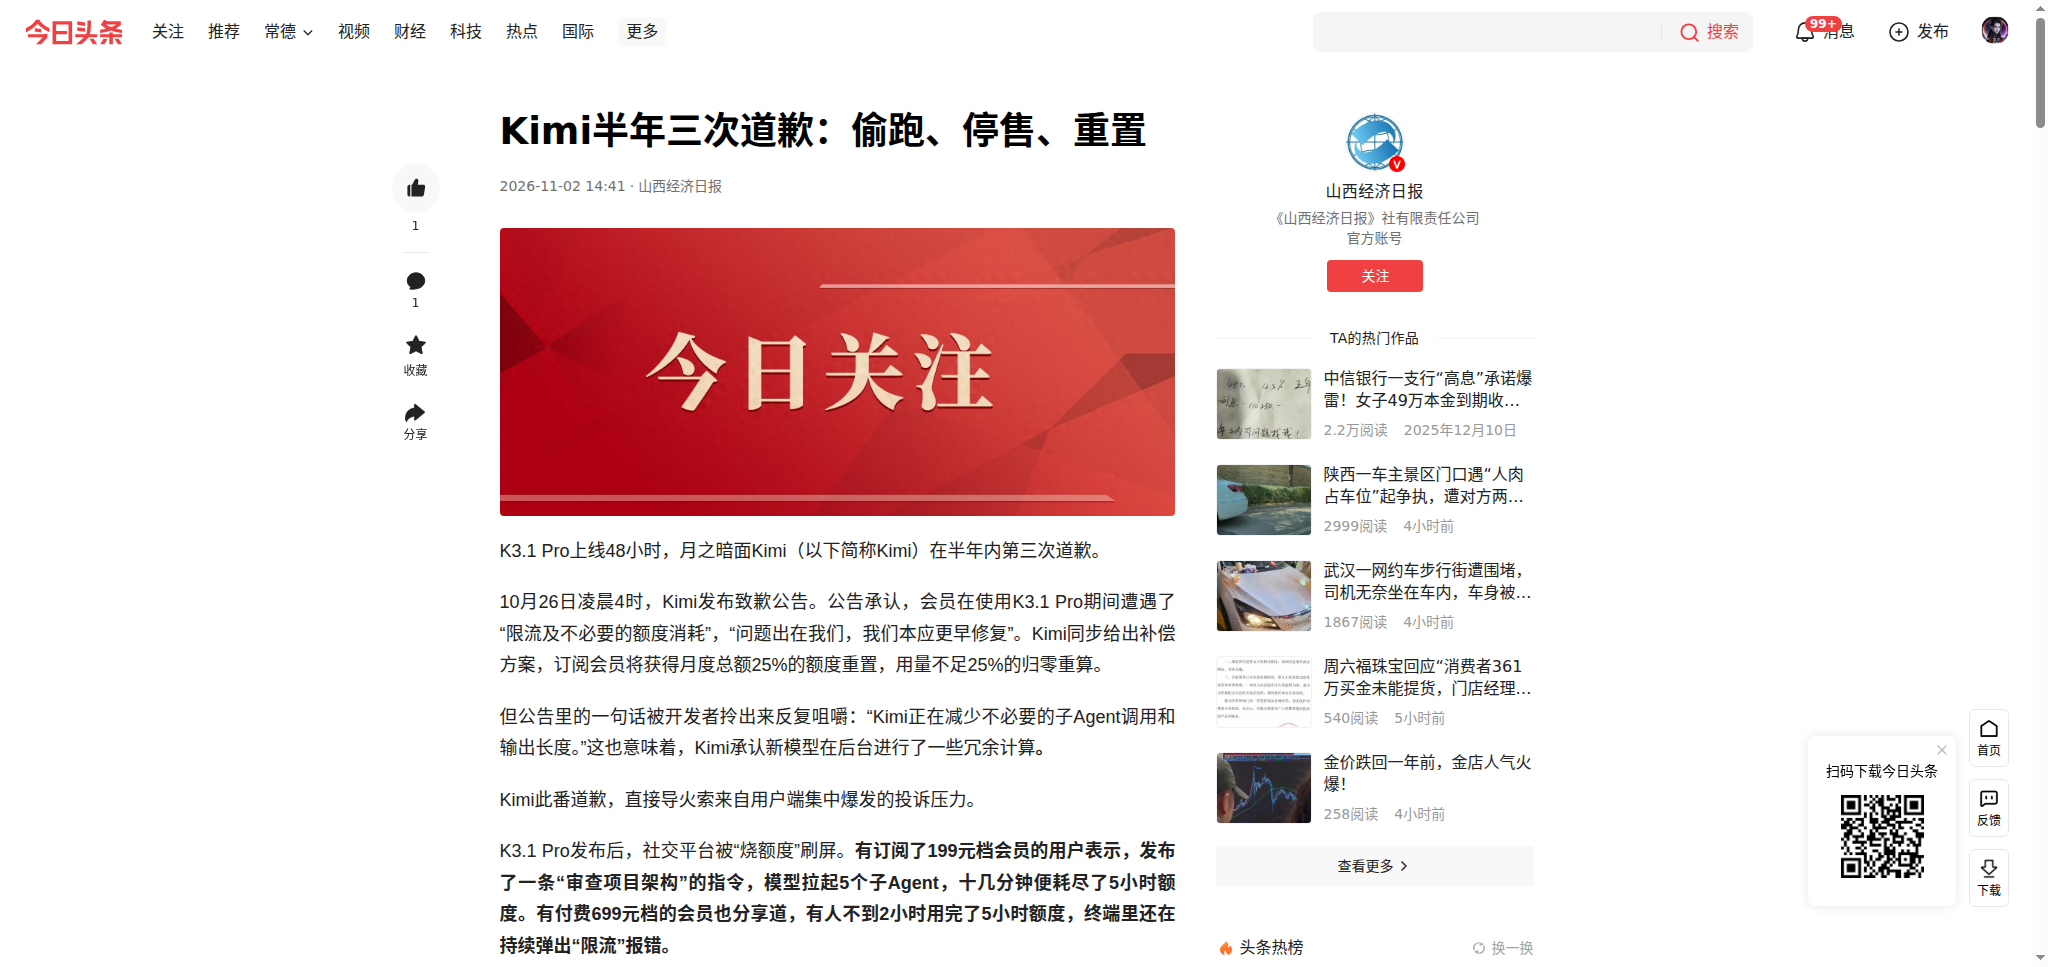 今日头条
关注
推荐
常德
视频
财经
科技
热点
国际
更多
搜索
99+
消息
发布
Kimi半年三次道歉：偷跑、停售、重置
2026-11-02 14:41 · 山西经济日报
1
1
收藏
分享
今日关注
K3.1 Pro上线48小时，月之暗面Kimi（以下简称Kimi）在半年内第三次道歉。
10月26日凌晨4时，Kimi发布致歉公告。公告承认，会员在使用K3.1 Pro期间遭遇了
“限流及不必要的额度消耗”，“问题出在我们，我们本应更早修复”。Kimi同步给出补偿
方案，订阅会员将获得月度总额25%的额度重置，用量不足25%的归零重算。
但公告里的一句话被开发者拎出来反复咀嚼：“Kimi正在减少不必要的子Agent调用和
输出长度。”这也意味着，Kimi承认新模型在后台进行了一些冗余计算。
Kimi此番道歉，直接导火索来自用户端集中爆发的投诉压力。
K3.1 Pro发布后，社交平台被“烧额度”刷屏。有订阅了199元档会员的用户表示，发布
了一条“审查项目架构”的指令，模型拉起5个子Agent，十几分钟便耗尽了5小时额
度。有付费699元档的会员也分享道，有人不到2小时用完了5小时额度，终端里还在
持续弹出“限流”报错。
V
山西经济日报
《山西经济日报》社有限责任公司
官方账号
关注
TA的热门作品
中信银行一支行“高息”承诺爆
雷！女子49万本金到期收...
2.2万阅读 2025年12月10日
陕西一车主景区门口遇“人肉
占车位”起争执，遭对方两...
2999阅读 4小时前
武汉一网约车步行街遭围堵，
司机无奈坐在车内，车身被...
1867阅读 4小时前
周六福珠宝回应“消费者361
万买金未能提货，门店经理...
540阅读 5小时前
金价跌回一年前，金店人气火
爆！
258阅读 4小时前
查看更多
头条热榜
换一换
扫码下载今日头条
首页
反馈
下载